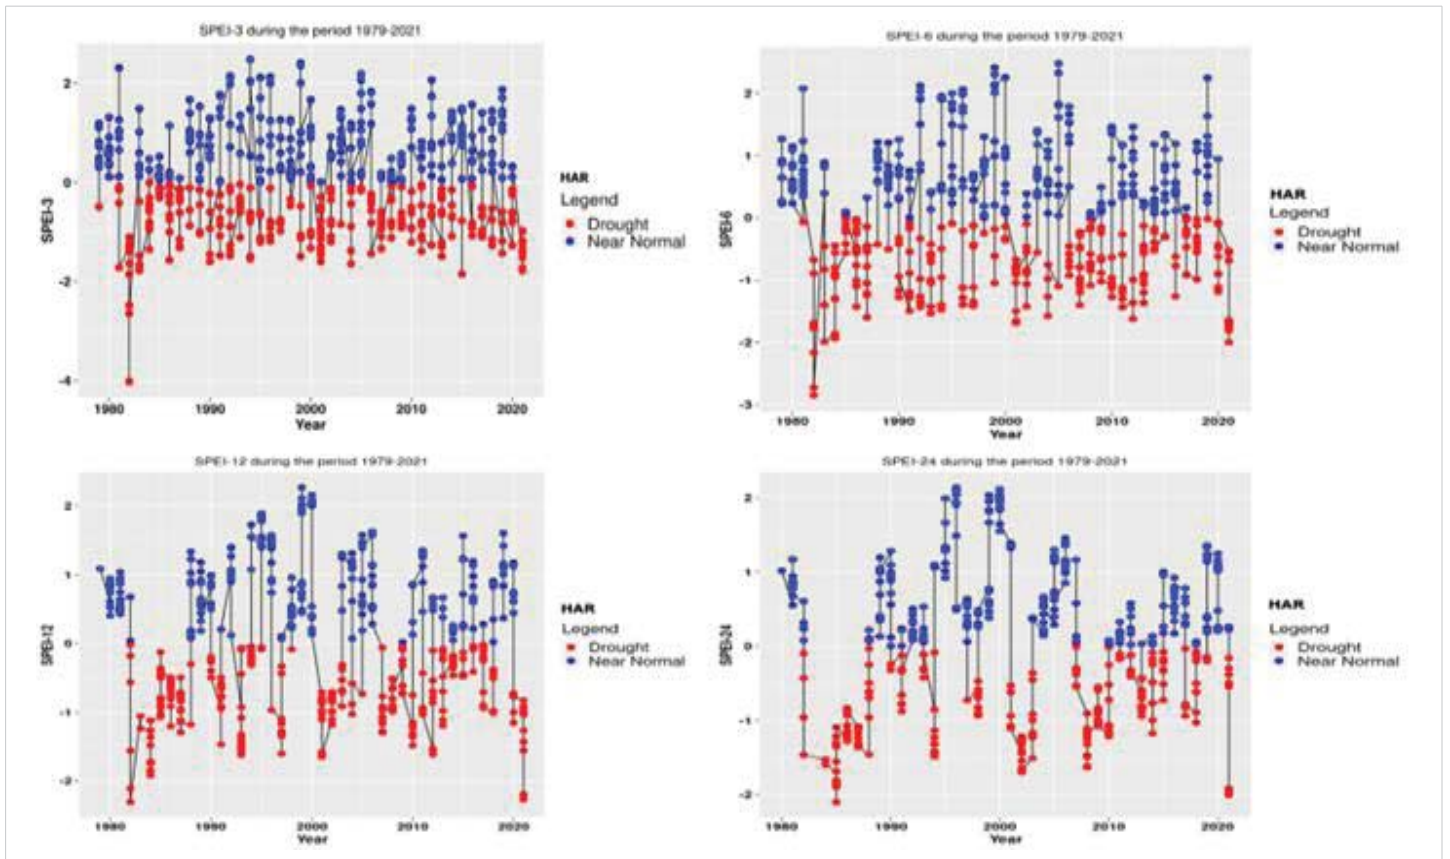 SPEI-3 during the period 1979-2021
2
0
-2
-4
SPEI-3
1980
1990
2000
2010
2020
Year
HAR
Legend
Drought
Near Normal
SPEI-6 during the period 1979-2021
2
1
0
-1
-2
-3
SPEI-6
1980
1990
2000
2010
2020
Year
HAR
Legend
Drought
Near Normal
SPEI-12 during the period 1979-2021
2
1
0
-1
-2
SPEI-12
1980
1990
2000
2010
2020
HAR
Legend
Drought
Near Normal
SPEI-24 during the period 1979-2021
2
1
0
-1
-2
SPEI-24
1980
1990
2000
2010
2020
HAR
Legend
Drought
Near Normal